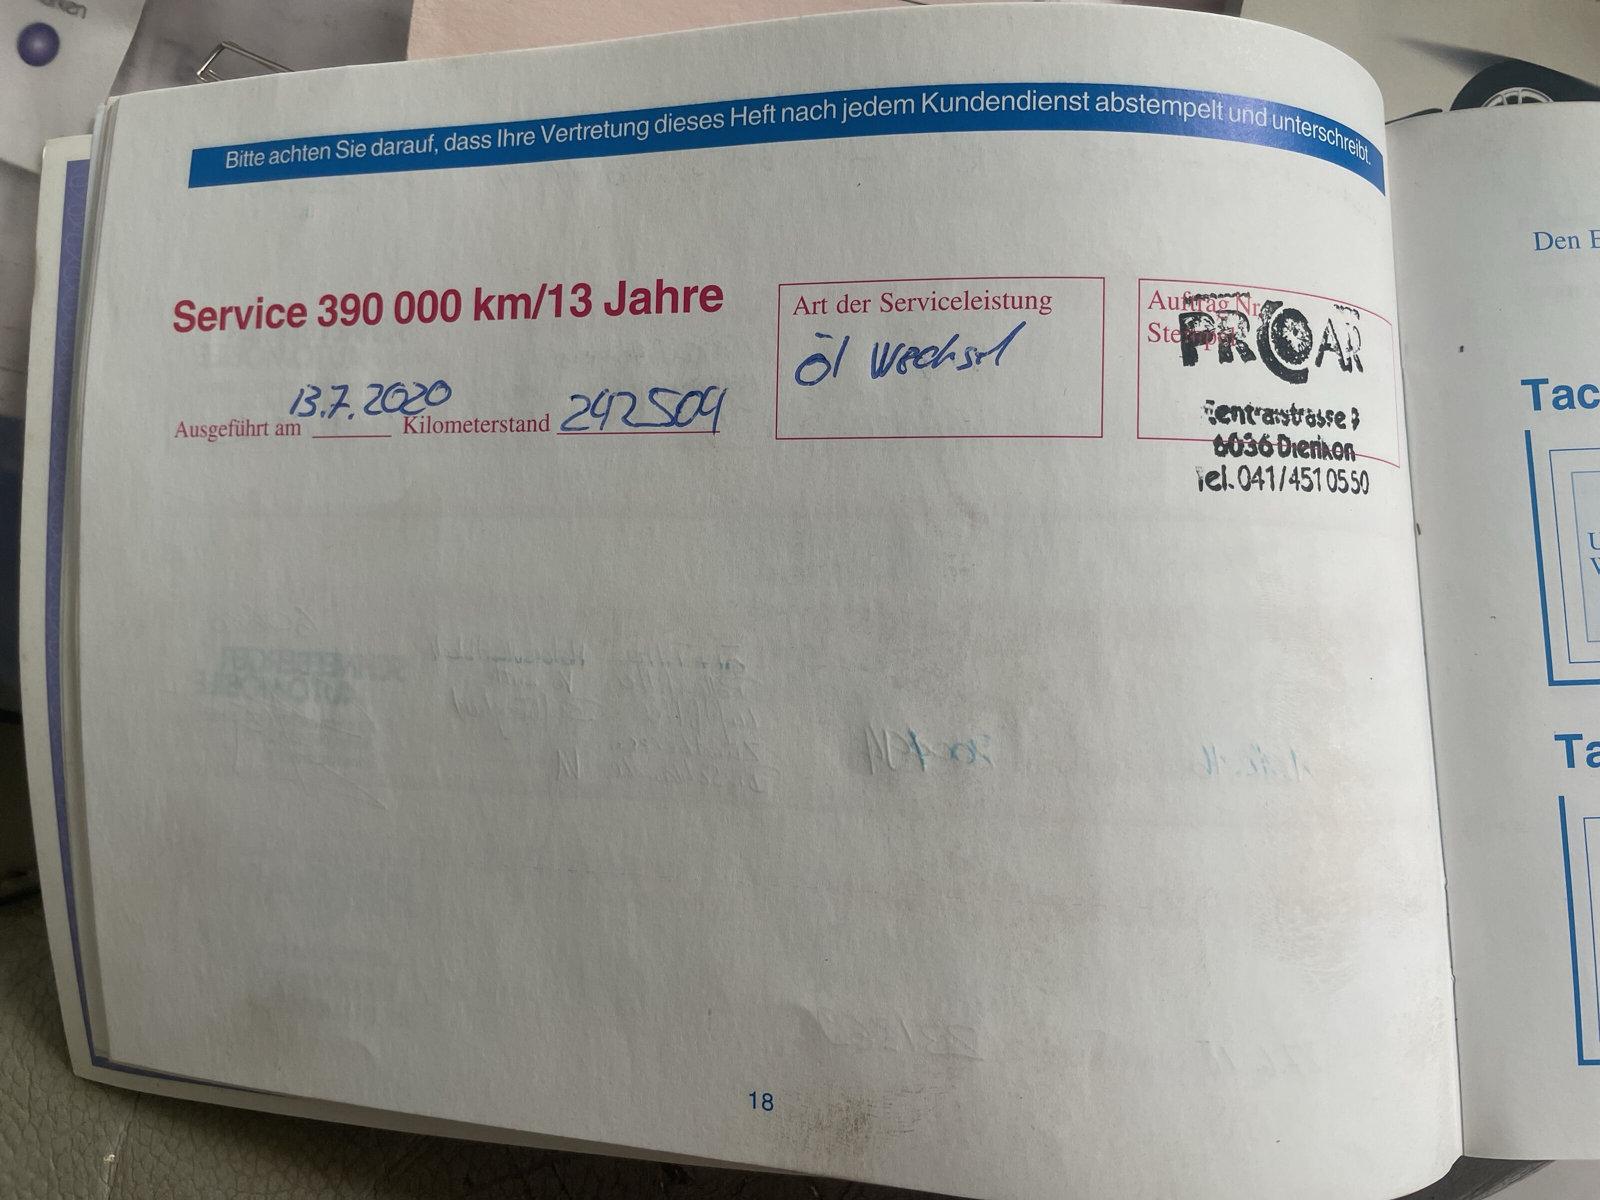 Bitte achten Sie darauf, dass Ihre Vertretung dieses Heft nach jedem Kundendienst abstempelt und unterschreibt.
Service 390 000 km/13 Jahre
Ausgeführt am 13.7.2020 Kilometerstand 242504
Art der Serviceleistung
Öl Wechsel
Auftrag Nr.
Stempel
PROCAR
Zentralstrasse 3
6036 Dierikon
Tel. 041/451 05 50
18
Den
Tac
Ta